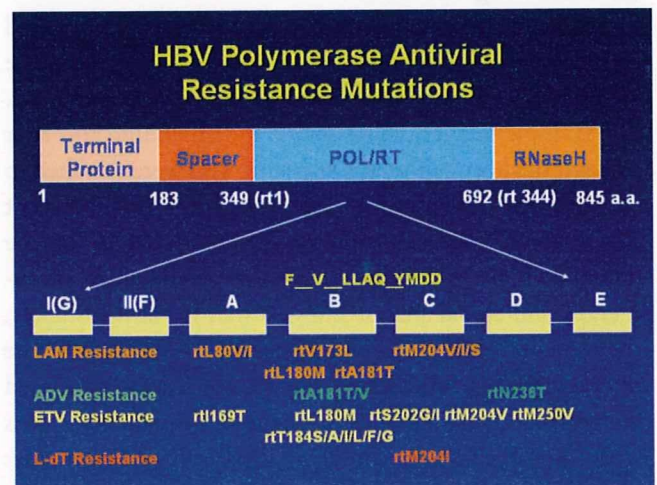 HBV Polymerase Antiviral
Resistance Mutations
Terminal Protein Spacer POL/RT RNaseH
1 183 349 (rt1) 692 (rt 344) 845 a.a.
F__V__LLAQ_YMDD
I(G) II(F) A B C D E
LAM Resistance rtL80V/I rtV173L rtM204V/I/S
rtL180M rtA181T
ADV Resistance rtA181T/V rtN236T
ETV Resistance rtI169T rtL180M rtS202G/I rtM204V rtM250V
rtT184S/A/I/L/F/G
L-dT Resistance rtM204I